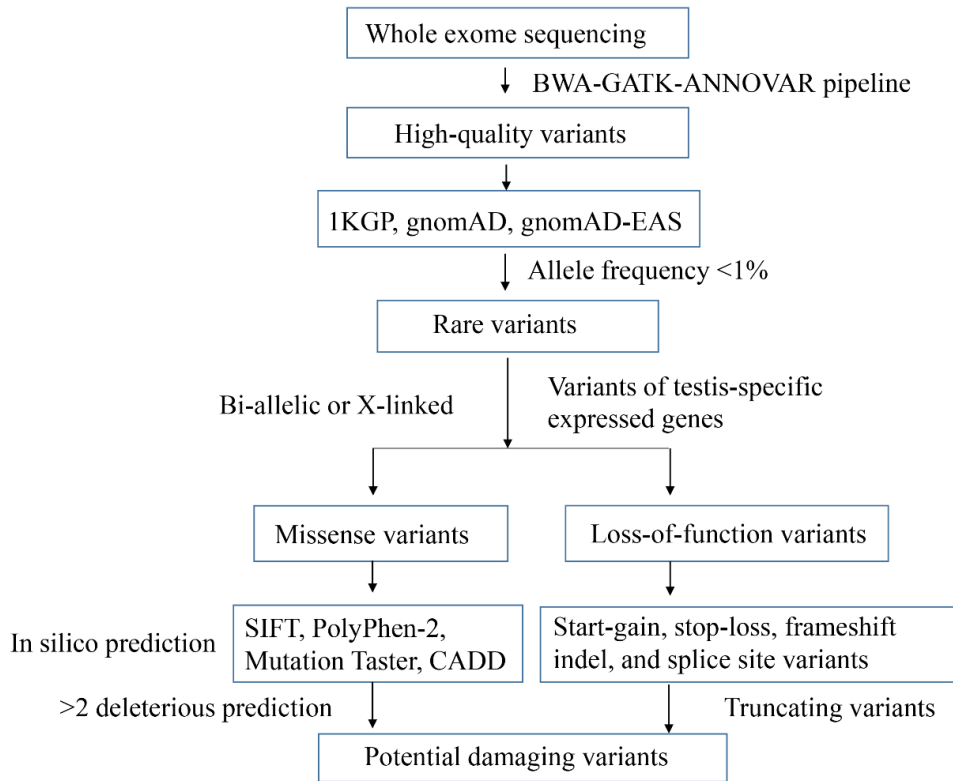 Whole exome sequencing
BWA-GATK-ANNOVAR pipeline
High-quality variants
1KGP, gnomAD, gnomAD-EAS
Allele frequency <1%
Rare variants
Bi-allelic or X-linked
Variants of testis-specific
expressed genes
Missense variants
Loss-of-function variants
In silico prediction
SIFT, PolyPhen-2,
Mutation Taster, CADD
Start-gain, stop-loss, frameshift
indel, and splice site variants
>2 deleterious prediction
Truncating variants
Potential damaging variants